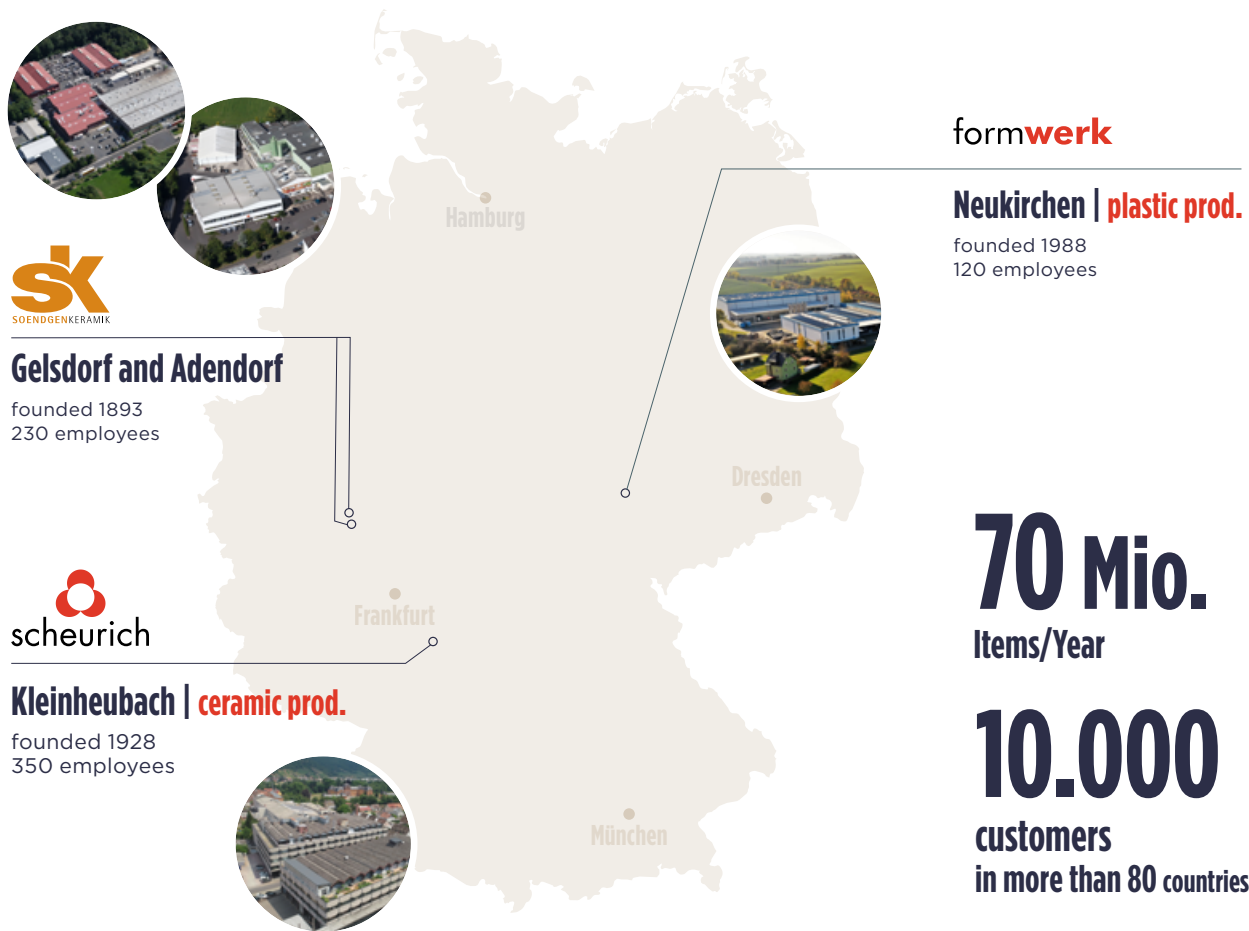 sk
SOENDGENKERAMIK
Gelsdorf and Adendorf
founded 1893
230 employees
scheurich
Kleinheubach | ceramic prod.
founded 1928
350 employees
Hamburg
Dresden
Frankfurt
München
formwerk
Neukirchen | plastic prod.
founded 1988
120 employees
70 Mio.
Items/Year
10.000
customers
in more than 80 countries